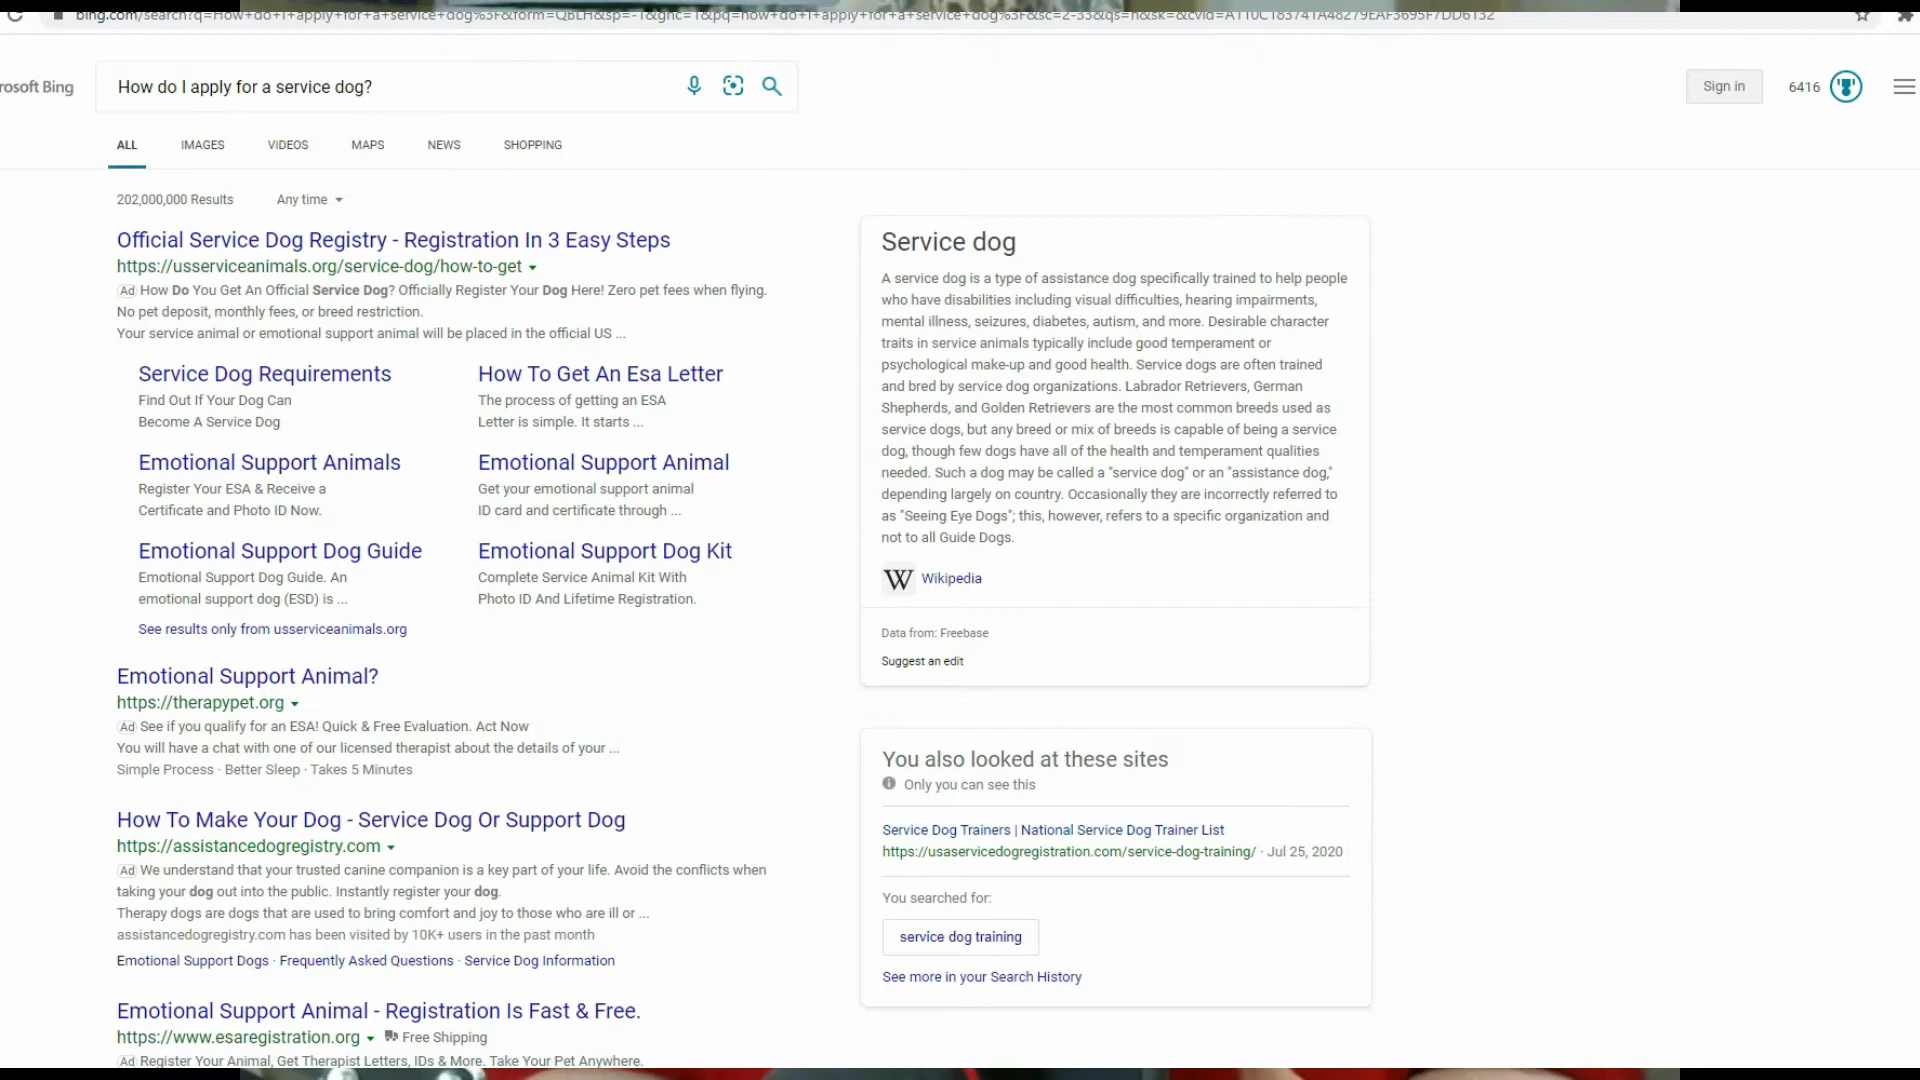 bing.com/search?q=How+do+I+apply+for+a+service+dog%3F&form=QBLH&sp=-1&ghc=1&pq=how+do+i+apply+for+a+service+dog%3F&sc=2-33&qs=n&sk=&cvid=A110C183741A48279EAF3695F7DD6132
rosoft Bing
How do I apply for a service dog?
Sign in
6416
ALL IMAGES VIDEOS MAPS NEWS SHOPPING
202,000,000 Results Any time
Official Service Dog Registry - Registration In 3 Easy Steps
https://usserviceanimals.org/service-dog/how-to-get
Ad How Do You Get An Official Service Dog? Officially Register Your Dog Here! Zero pet fees when flying.
No pet deposit, monthly fees, or breed restriction.
Your service animal or emotional support animal will be placed in the official US ...
Service Dog Requirements
Find Out If Your Dog Can
Become A Service Dog
How To Get An Esa Letter
The process of getting an ESA
Letter is simple. It starts ...
Emotional Support Animals
Register Your ESA & Receive a
Certificate and Photo ID Now.
Emotional Support Animal
Get your emotional support animal
ID card and certificate through ...
Emotional Support Dog Guide
Emotional Support Dog Guide. An
emotional support dog (ESD) is ...
Emotional Support Dog Kit
Complete Service Animal Kit With
Photo ID And Lifetime Registration.
See results only from usserviceanimals.org
Emotional Support Animal?
https://therapypet.org
Ad See if you qualify for an ESA! Quick & Free Evaluation. Act Now
You will have a chat with one of our licensed therapist about the details of your ...
Simple Process · Better Sleep · Takes 5 Minutes
How To Make Your Dog - Service Dog Or Support Dog
https://assistancedogregistry.com
Ad We understand that your trusted canine companion is a key part of your life. Avoid the conflicts when
taking your dog out into the public. Instantly register your dog.
Therapy dogs are dogs that are used to bring comfort and joy to those who are ill or ...
assistancedogregistry.com has been visited by 10K+ users in the past month
Emotional Support Dogs · Frequently Asked Questions · Service Dog Information
Emotional Support Animal - Registration Is Fast & Free.
https://www.esaregistration.org Free Shipping
Ad Register Your Animal, Get Therapist Letters, IDs & More. Take Your Pet Anywhere.
Service dog
A service dog is a type of assistance dog specifically trained to help people
who have disabilities including visual difficulties, hearing impairments,
mental illness, seizures, diabetes, autism, and more. Desirable character
traits in service animals typically include good temperament or
psychological make-up and good health. Service dogs are often trained
and bred by service dog organizations. Labrador Retrievers, German
Shepherds, and Golden Retrievers are the most common breeds used as
service dogs, but any breed or mix of breeds is capable of being a service
dog, though few dogs have all of the health and temperament qualities
needed. Such a dog may be called a "service dog" or an "assistance dog,"
depending largely on country. Occasionally they are incorrectly referred to
as "Seeing Eye Dogs"; this, however, refers to a specific organization and
not to all Guide Dogs.
W Wikipedia
Data from: Freebase
Suggest an edit
You also looked at these sites
Only you can see this
Service Dog Trainers | National Service Dog Trainer List
https://usaservicedogregistration.com/service-dog-training/ · Jul 25, 2020
You searched for:
service dog training
See more in your Search History